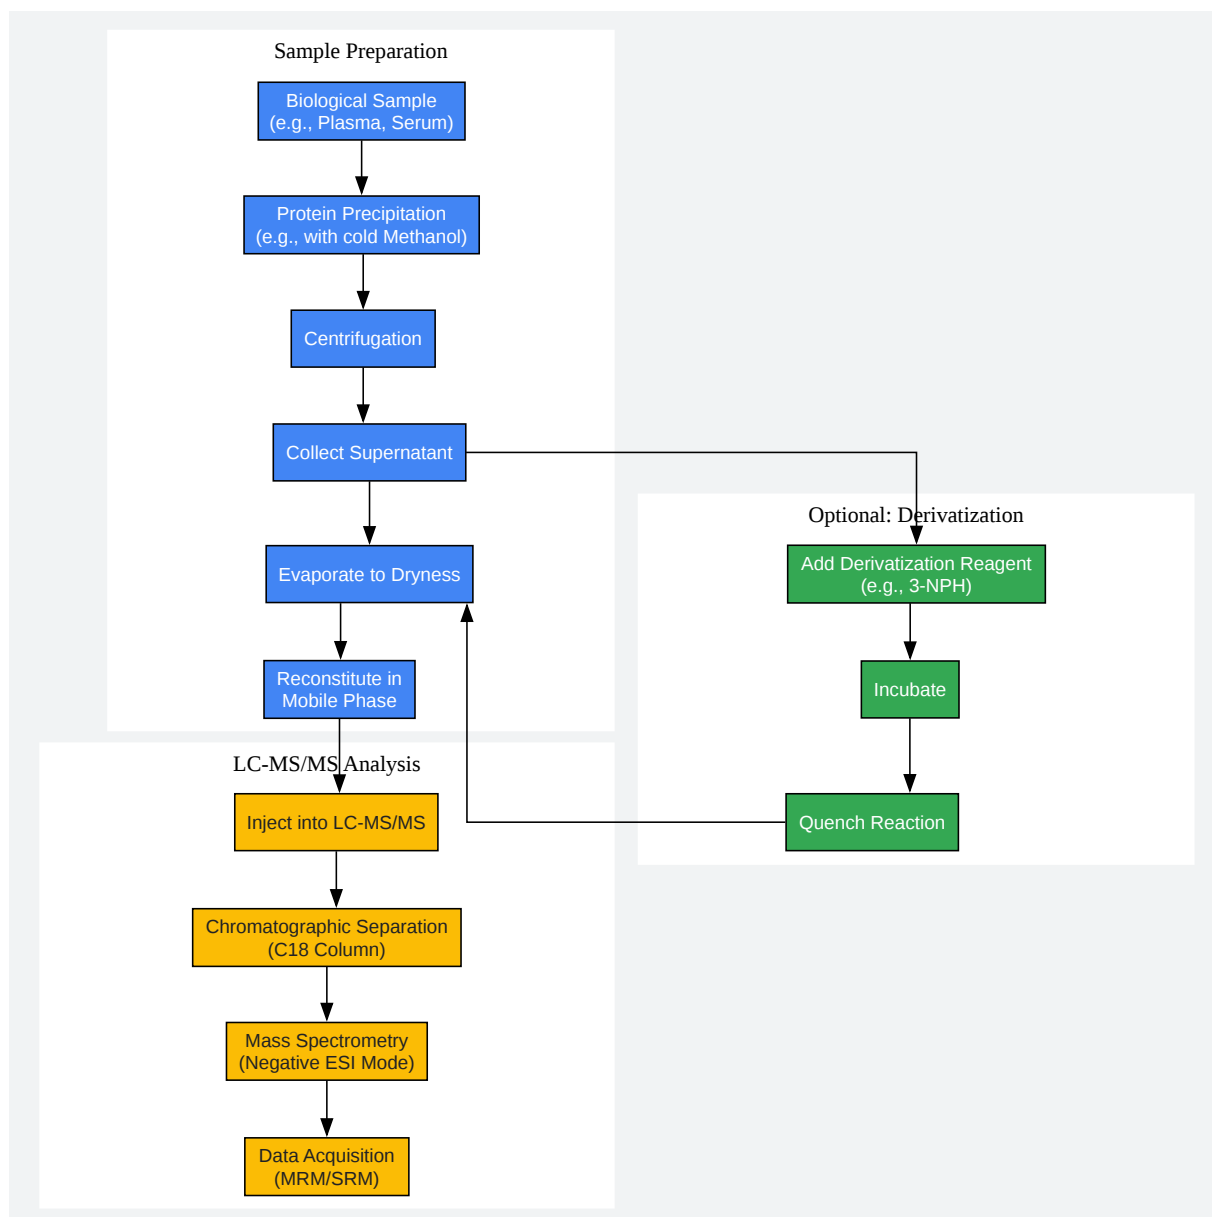 Sample Preparation
Biological Sample
(e.g., Plasma, Serum)
Protein Precipitation
(e.g., with cold Methanol)
Centrifugation
Collect Supernatant
Evaporate to Dryness
Reconstitute in
Mobile Phase
Optional: Derivatization
Add Derivatization Reagent
(e.g., 3-NPH)
Incubate
Quench Reaction
LC-MS/MS Analysis
Inject into LC-MS/MS
Chromatographic Separation
(C18 Column)
Mass Spectrometry
(Negative ESI Mode)
Data Acquisition
(MRM/SRM)